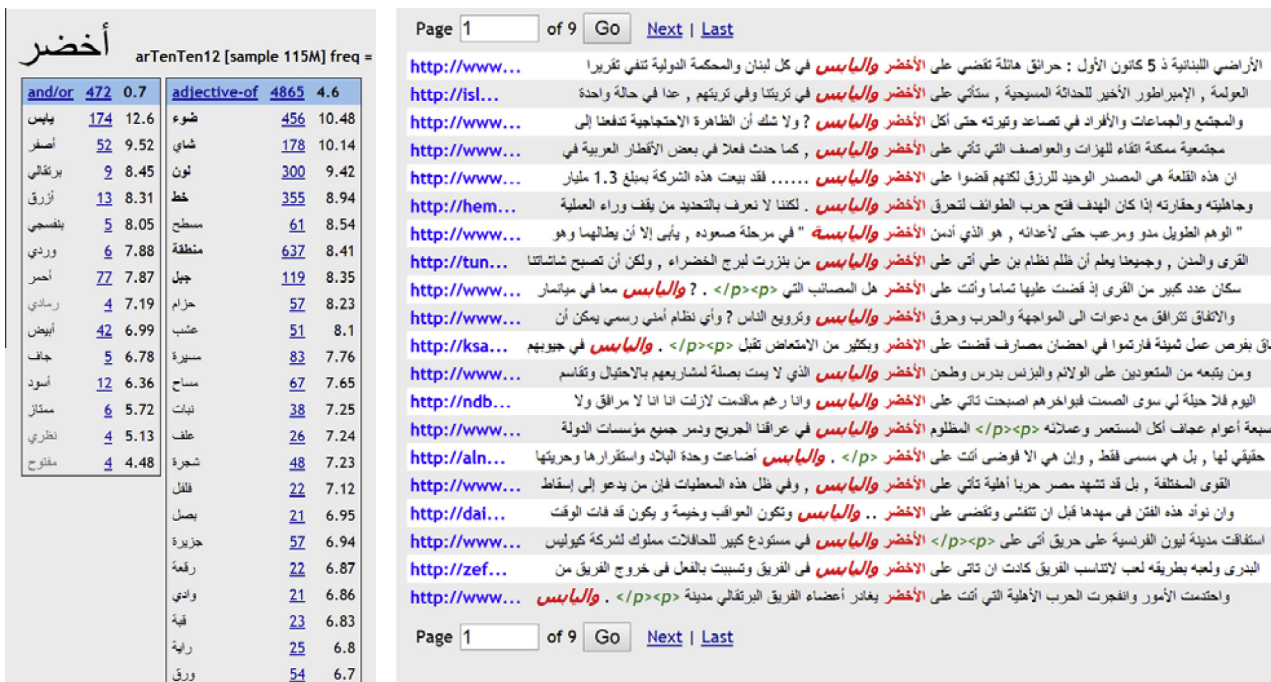 أخضر
arTenTen12 [sample 115M] freq =
and/or 472 0.7
يابس 174 12.6
أصفر 52 9.52
برتقالي 9 8.45
أزرق 13 8.31
بنفسجي 5 8.05
وردي 6 7.88
أحمر 77 7.87
رمادي 4 7.19
أبيض 42 6.99
جاف 5 6.78
أسود 12 6.36
ممتاز 6 5.72
نظري 4 5.13
مفتوح 4 4.48
adjective-of 4865 4.6
ضوء 456 10.48
شاي 178 10.14
لون 300 9.42
خط 355 8.94
مسطح 61 8.54
منطقة 637 8.41
جبل 119 8.35
حزام 57 8.23
عشب 51 8.1
مسيرة 83 7.76
مساح 67 7.65
نبات 38 7.25
علف 26 7.24
شجرة 48 7.23
فلفل 22 7.12
بصل 21 6.95
جزيرة 57 6.94
رقعة 22 6.87
وادي 21 6.86
قبة 23 6.83
راية 25 6.8
ورق 54 6.7
Page 1 of 9 Go Next | Last
http://www... الأراضي اللبنانية ذ 5 كانون الأول : حرائق هائلة تقضي على الأخضر واليابس في كل لبنان والمحكمة الدولية تنفي تقريرا
http://isl... العولمة , الإمبراطور الأخير للحداثة المسيحية , ستأتي على الأخضر واليابس في تربتنا وفي تربتهم , عدا في حالة واحدة
http://www... والمجتمع والجماعات والأفراد في تصاعد وتيرته حتى أكل الأخضر واليابس ? ولا شك أن الظاهرة الاحتجاجية تدفعنا إلى
http://www... مجتمعية ممكنة اتقاء للهزات والعواصف التي تأتي على الأخضر واليابس , كما حدث فعلا في بعض الأقطار العربية في
http://www... ان هذه القلعة هي المصدر الوحيد للرزق لكنهم قضوا على الاخضر واليابس ...... فقد بيعت هذه الشركة بمبلغ 1.3 مليار
http://hem... وجاهليته وحقارته إذا كان الهدف فتح حرب الطوائف لتحرق الأخضر واليابس . لكننا لا نعرف بالتحديد من يقف وراء العملية
http://www... " الوهم الطويل مدو ومرعب حتى لأعدائه , هو الذي أدمن الأخضر واليابسة " في مرحلة صعوده , يأبى إلا أن يطالهما وهو
http://tun... القرى والمدن , وجميعنا يعلم أن ظلم نظام بن علي أتى على الأخضر واليابس من بنزرت لبرج الخضراء , ولكن أن تصبح شاشاتنا
http://www... سكان عدد كبير من القرى إذ قضت عليها تماما وأتت على الأخضر هل المصائب التي <p></p> . ? واليابس معا في ميانمار
http://www... والاتفاق تترافق مع دعوات الى المواجهة والحرب وحرق الأخضر واليابس وترويع الناس ? وأي نظام أمني رسمي يمكن أن
http://ksa... اق بفرص عمل ثمينة فارتموا في احضان مصارف قضت على الاخضر وبكثير من الامتعاض تقبل <p></p> . واليابس في جيوبهم
http://www... ومن يتبعه من المتعودين على الولائم والبزنس بدرس وطحن الأخضر واليابس الذي لا يمت بصلة لمشاريعهم بالاحتيال وتقاسم
http://ndb... اليوم فلا حيلة لي سوى الصمت فبواخرهم اصبحت تاتي على الاخضر واليابس وانا رغم ماقدمت لازلت انا انا لا مرافق ولا
http://www... سبعة أعوام عجاف أكل المستعمر وعملائه <p></p> المظلوم الأخضر واليابس في عراقنا الجريح ودمر جميع مؤسسات الدولة
http://aln... حقيقي لها , بل هي مسى فقط , وإن هي الا فوضى أتت على الأخضر <p/> . واليابس أضاعت وحدة البلاد واستقرارها وحريتها
http://www... القوى المختلفة , بل قد تشهد مصر حربا أهلية تأتي على الأخضر واليابس , وفي ظل هذه المعطيات فإن من يدعو إلى إسقاط
http://dai... وان نوأد هذه الفتن في مهدها قبل ان تتفشى وتقضى على الاخضر .. واليابس وتكون العواقب وخيمة و يكون قد فات الوقت
http://www... استفاقت مدينة ليون الفرنسية على حريق أتى على <p></p> الأخضر واليابس في مستودع كبير للحافلات مملوك لشركة كيوليس
http://zef... البدرى ولعبه بطريقه لعب لاتناسب الفريق كادت ان تاتى على الاخضر واليابس فى الفريق وتسببت بالفعل فى خروج الفريق من
http://www... واحتدمت الأمور وانفجرت الحرب الأهلية التي أتت على الأخضر يغادر أعضاء الفريق البرتقالي مدينة <p></p> . واليابس
Page 1 of 9 Go Next | Last